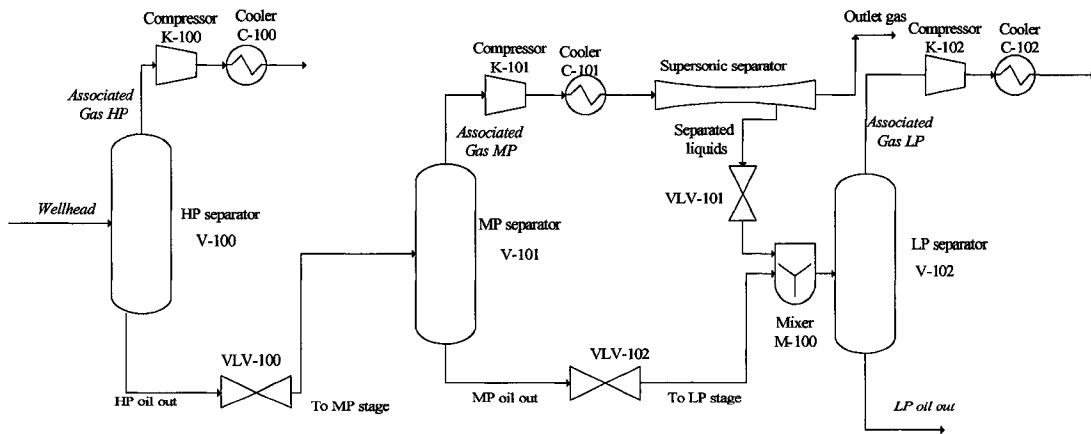 Compressor
K-100
Cooler
C-100
Associated
Gas HP
Wellhead
HP separator
V-100
VLV-100
HP oil out
To MP stage
Compressor
K-101
Cooler
C-101
Associated
Gas MP
MP separator
V-101
VLV-102
MP oil out
To LP stage
Supersonic separator
Separated
liquids
VLV-101
Mixer
M-100
Outlet gas
Compressor
K-102
Cooler
C-102
Associated
Gas LP
LP separator
V-102
LP oil out